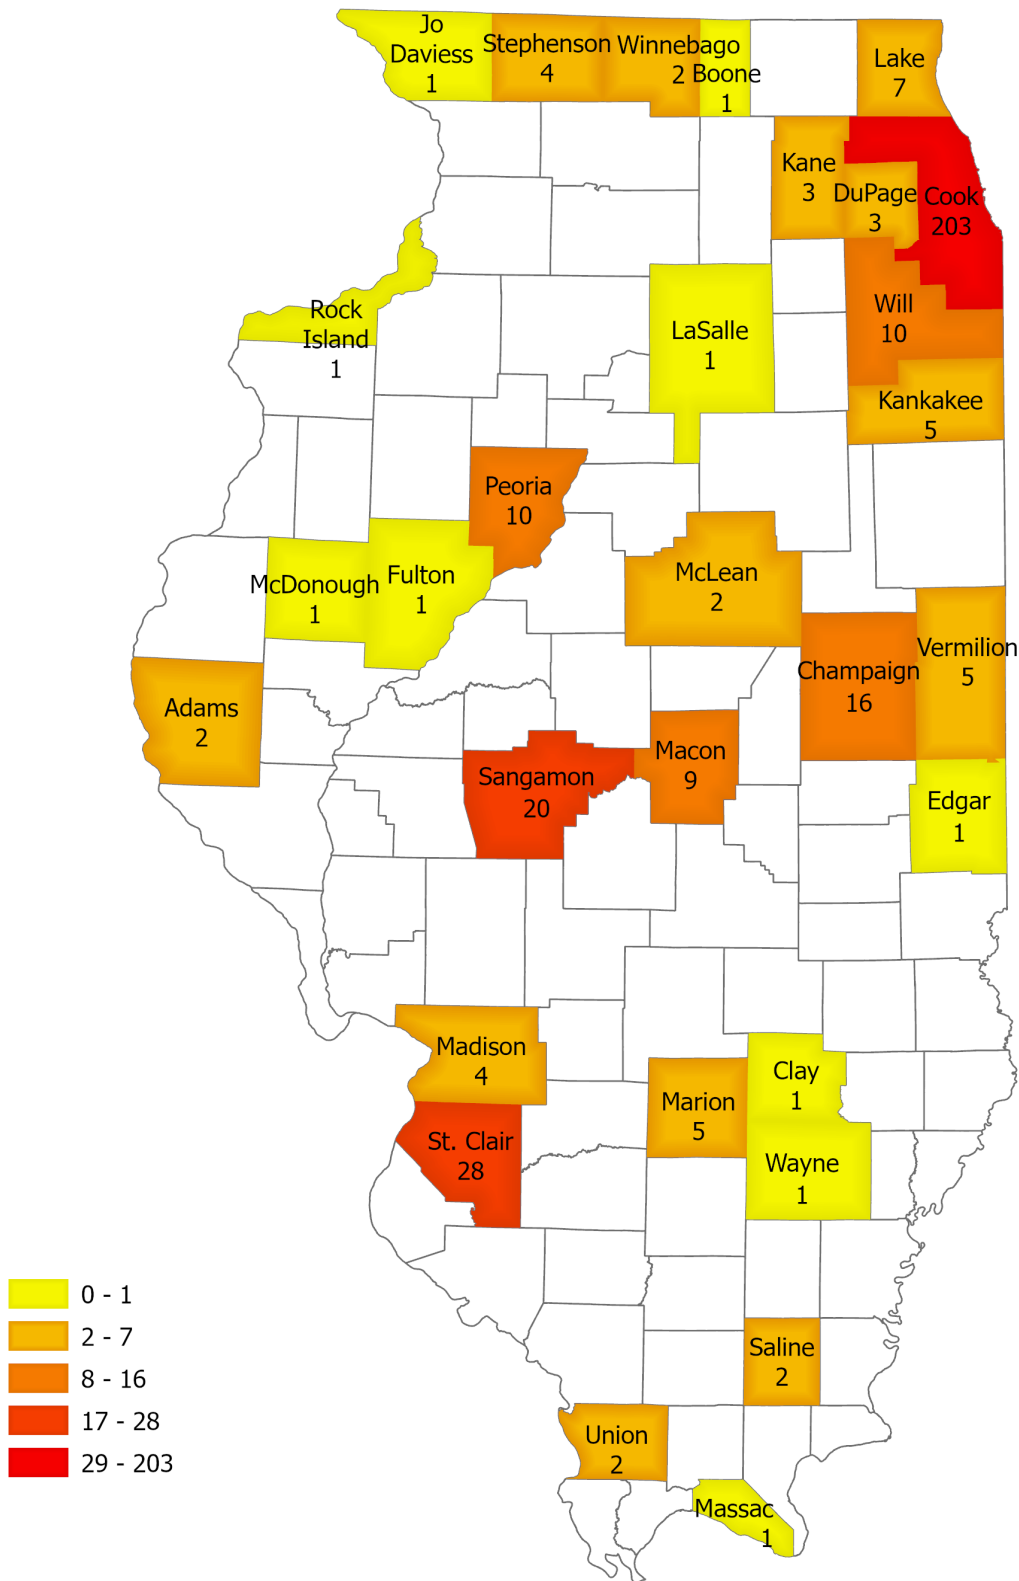 Jo
Daviess
1
Stephenson
4
Winnebago
2
Boone
1
Lake
7
Kane
3
DuPage
3
Cook
203
Rock
Island
1
LaSalle
1
Will
10
Kankakee
5
Peoria
10
McDonough
1
Fulton
1
McLean
2
Champaign
16
Vermilion
5
Adams
2
Sangamon
20
Macon
9
Edgar
1
Madison
4
St. Clair
28
Marion
5
Clay
1
Wayne
1
Saline
2
Union
2
Massac
1
0 - 1
2 - 7
8 - 16
17 - 28
29 - 203